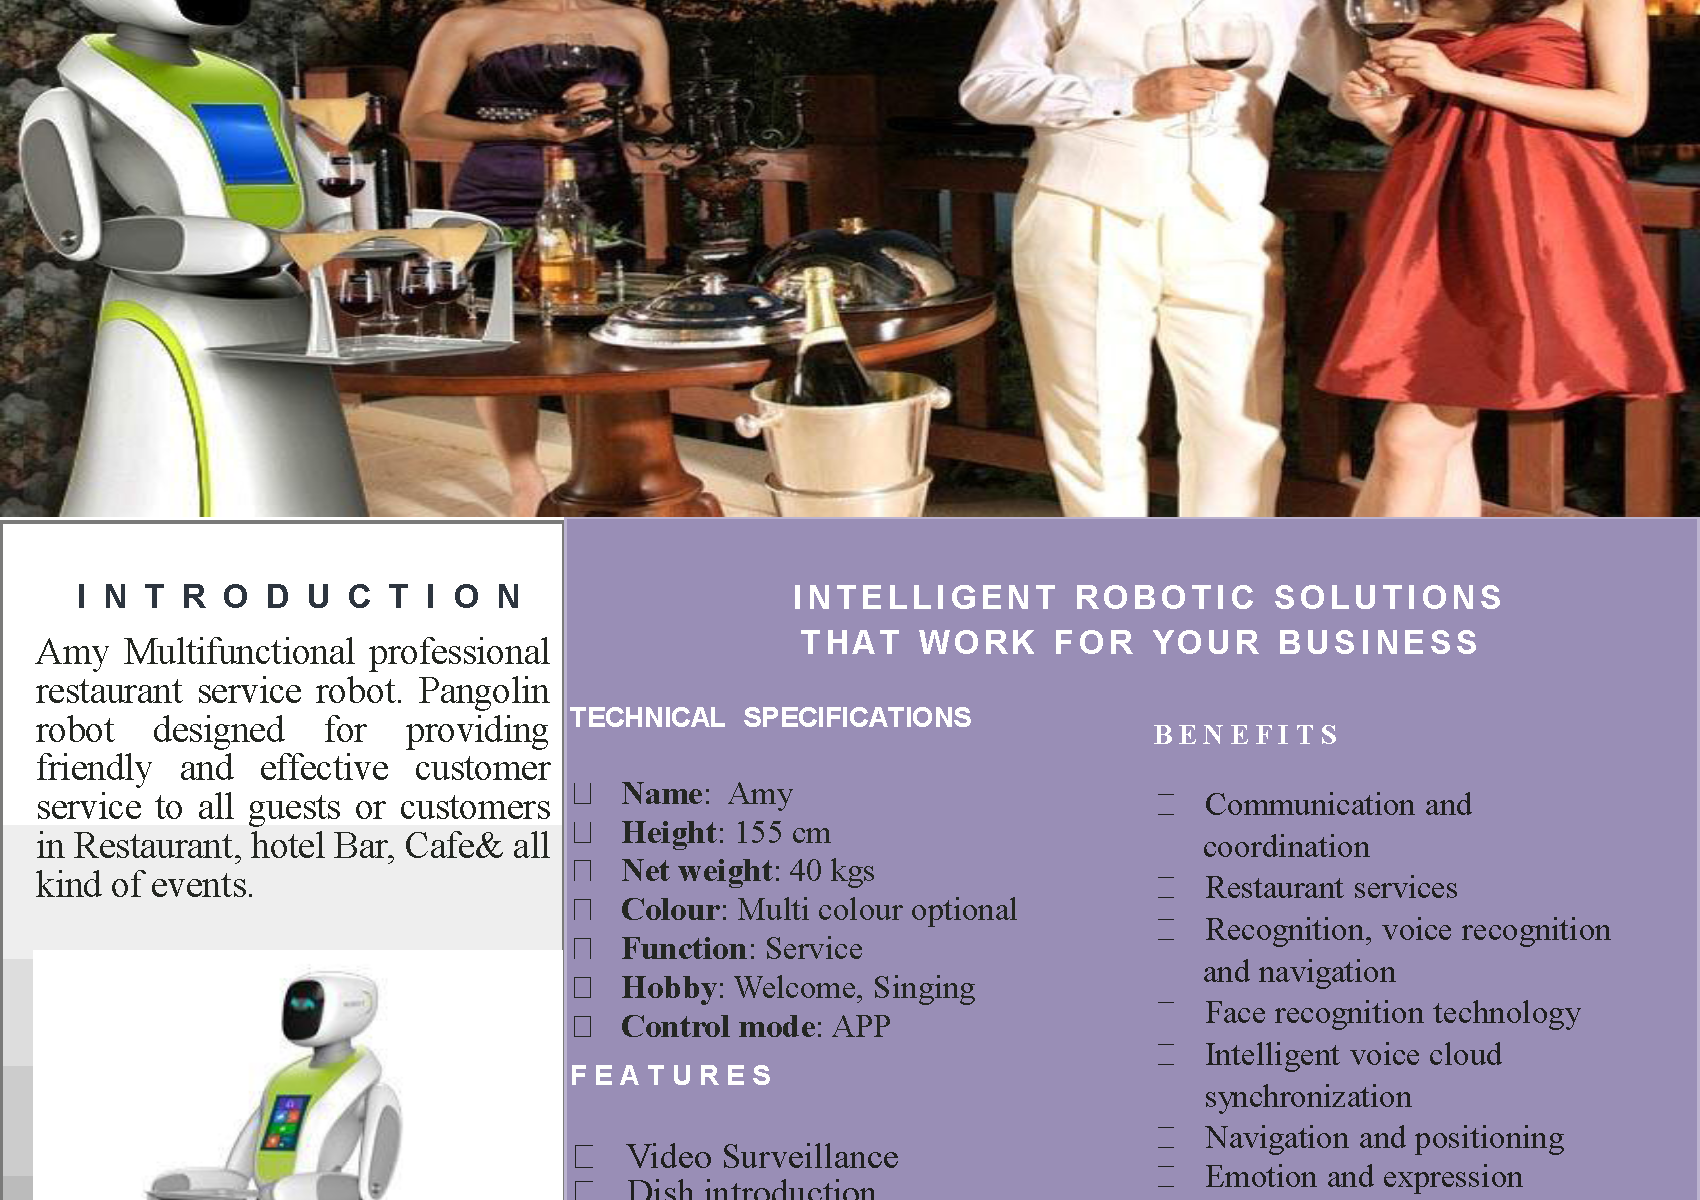 INTRODUCTION
Amy Multifunctional professional
restaurant service robot. Pangolin
robot designed for providing
friendly and effective customer
service to all guests or customers
in Restaurant, hotel Bar, Cafe& all
kind of events.
INTELLIGENT ROBOTIC SOLUTIONS
THAT WORK FOR YOUR BUSINESS
TECHNICAL SPECIFICATIONS
Name: Amy
Height: 155 cm
Net weight: 40 kgs
Colour: Multi colour optional
Function: Service
Hobby: Welcome, Singing
Control mode: APP
FEATURES
Video Surveillance
Dish introduction
BENEFITS
Communication and
coordination
Restaurant services
Recognition, voice recognition
and navigation
Face recognition technology
Intelligent voice cloud
synchronization
Navigation and positioning
Emotion and expression